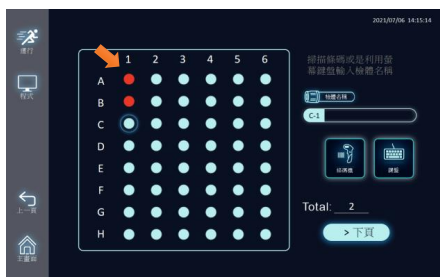 2021/07/06 14:15:14
運行
程式
上一頁
主畫面
1 2 3 4 5 6
A
B
C
D
E
F
G
H
掃描條碼或是利用螢
幕鍵盤輸入檢體名稱
檢體名稱
C-1
掃碼機
鍵盤
Total: 2
> 下頁